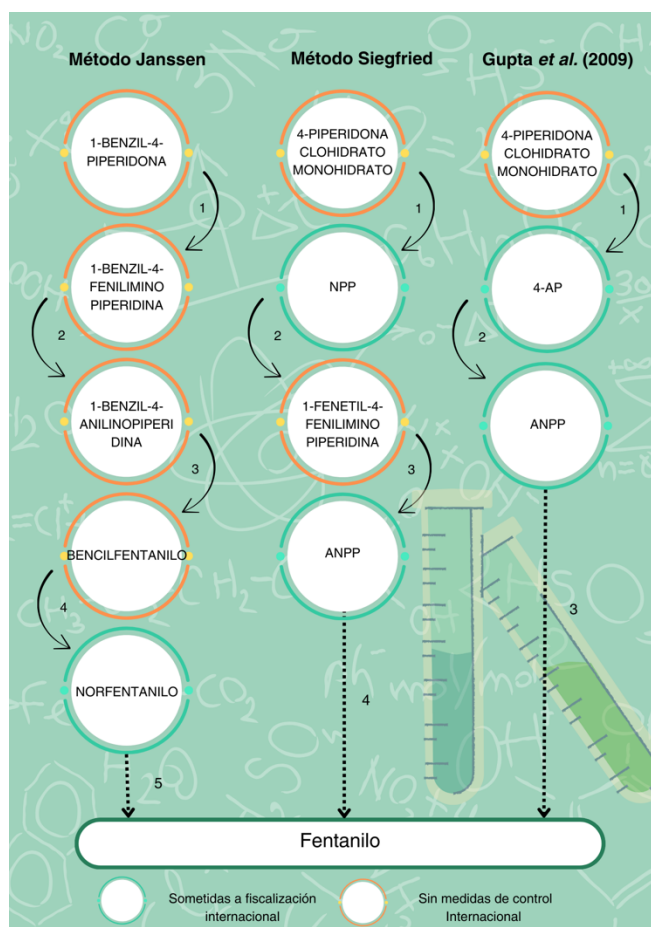 Método Janssen
Método Siegfried
Gupta et al. (2009)
1-BENZIL-4-
PIPERIDONA
1
1-BENZIL-4-
FENILIMINO
PIPERIDINA
2
1-BENZIL-4-
ANILINOPIPERI
DINA
3
BENCILFENTANILO
4
NORFENTANILO
5
4-PIPERIDONA
CLOHIDRATO
MONOHIDRATO
1
NPP
2
1-FENETIL-4-
FENILIMINO
PIPERIDINA
3
ANPP
4
4-PIPERIDONA
CLOHIDRATO
MONOHIDRATO
1
4-AP
2
ANPP
3
Fentanilo
Sometidas a fiscalización
internacional
Sin medidas de control
Internacional